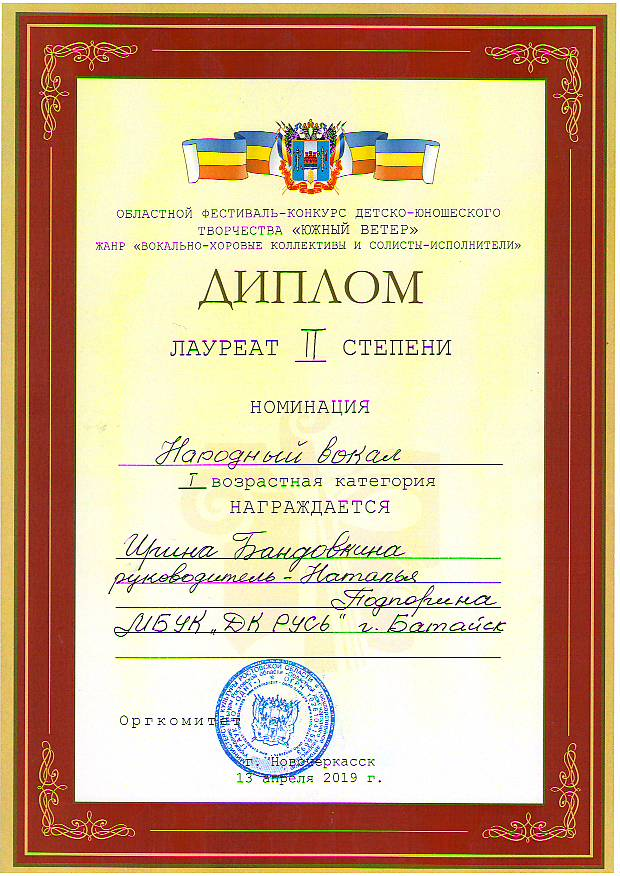 ОБЛАСТНОЙ ФЕСТИВАЛЬ-КОНКУРС ДЕТСКО-ЮНОШЕСКОГО
ТВОРЧЕСТВА «ЮЖНЫЙ ВЕТЕР»
ЖАНР «ВОКАЛЬНО-ХОРОВЫЕ КОЛЛЕКТИВЫ И СОЛИСТЫ-ИСПОЛНИТЕЛИ»
ДИПЛОМ
ЛАУРЕАТ II СТЕПЕНИ
НОМИНАЦИЯ
Народный вокал
I возрастная категория
НАГРАЖДАЕТСЯ
Ирина Бандовкина
руководитель - Наталья
Подпорина
МБУК „ДК РУСЬ" г. Батайск
Оргкомитет
г. Новочеркасск
13 апреля 2019 г.